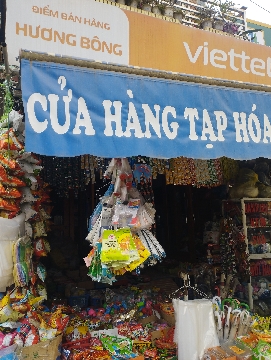 ĐIỂM BÁN HÀNG
HƯƠNG BÔNG
viettel
CỬA HÀNG TẠP HÓA